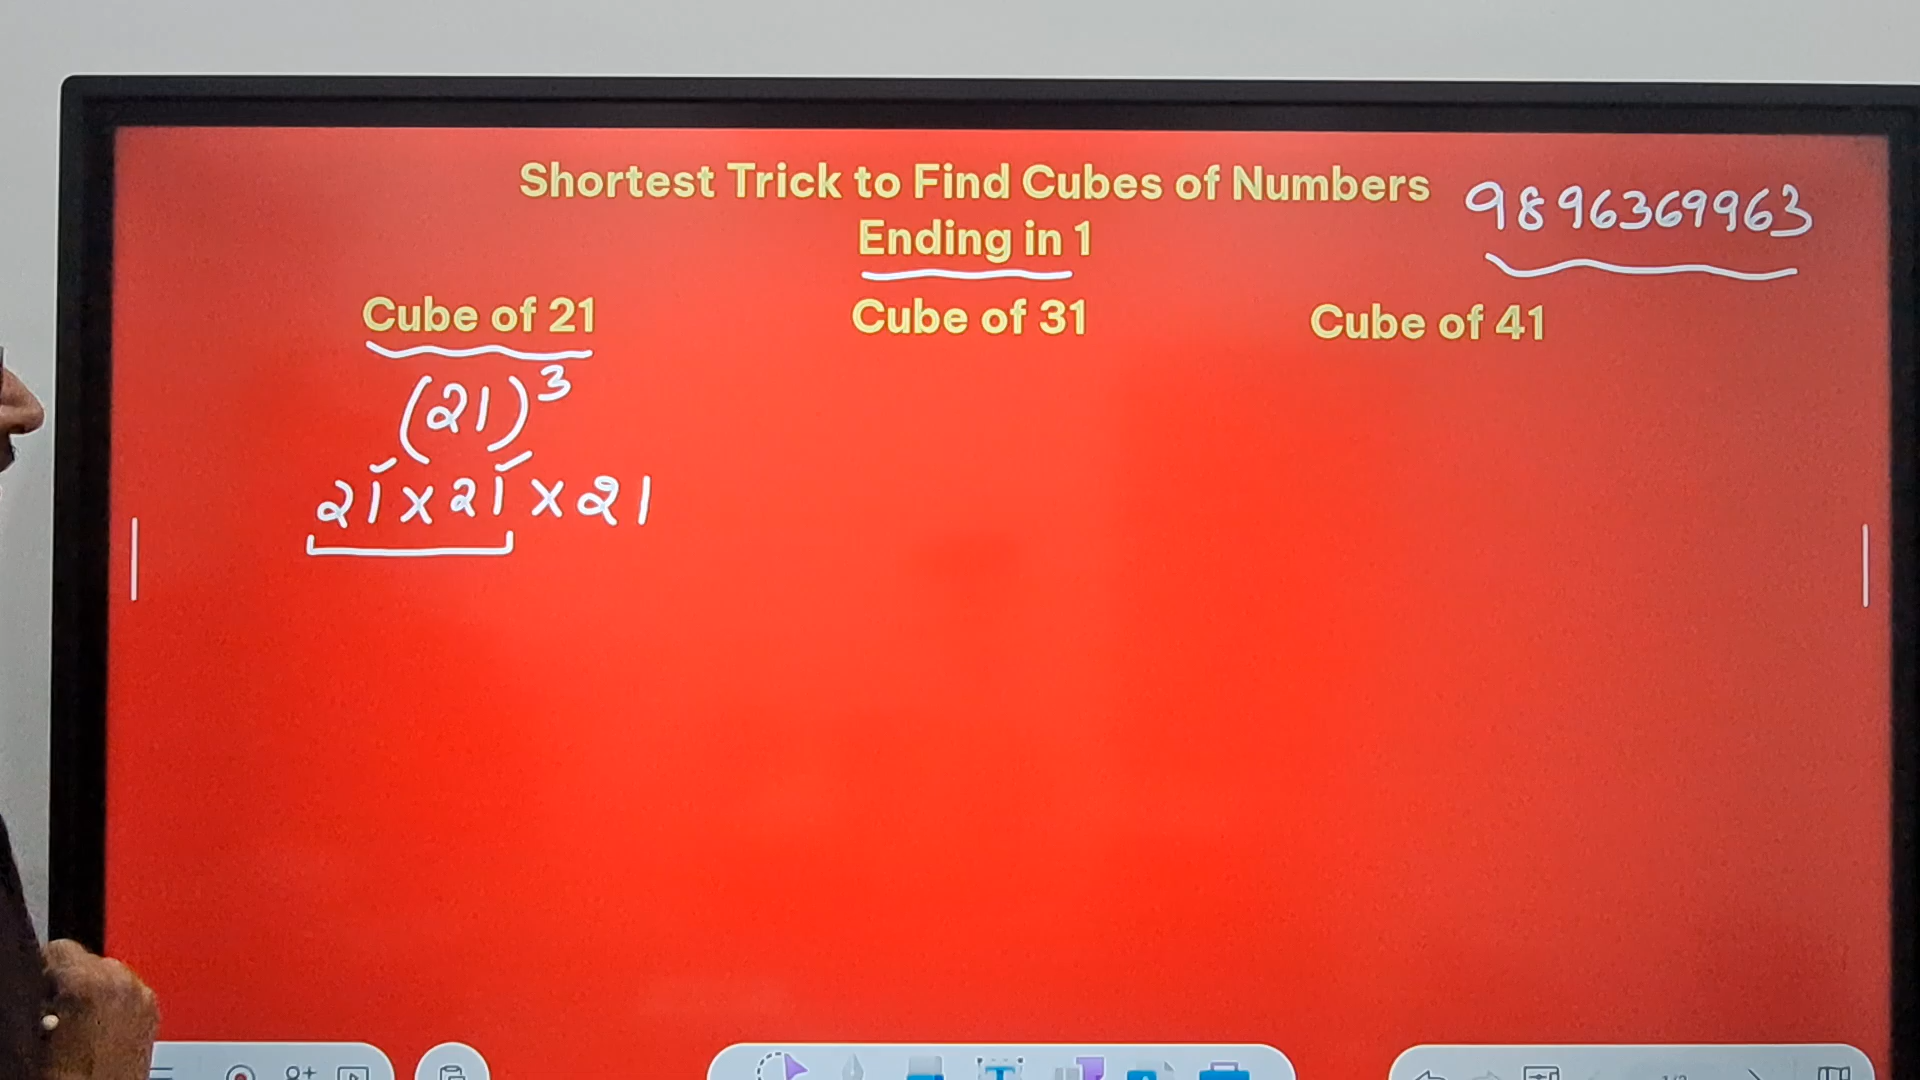 Shortest Trick to Find Cubes of Numbers
Ending in 1
9896369963
Cube of 21
Cube of 31
Cube of 41
(21)³
21 x 21 x 21